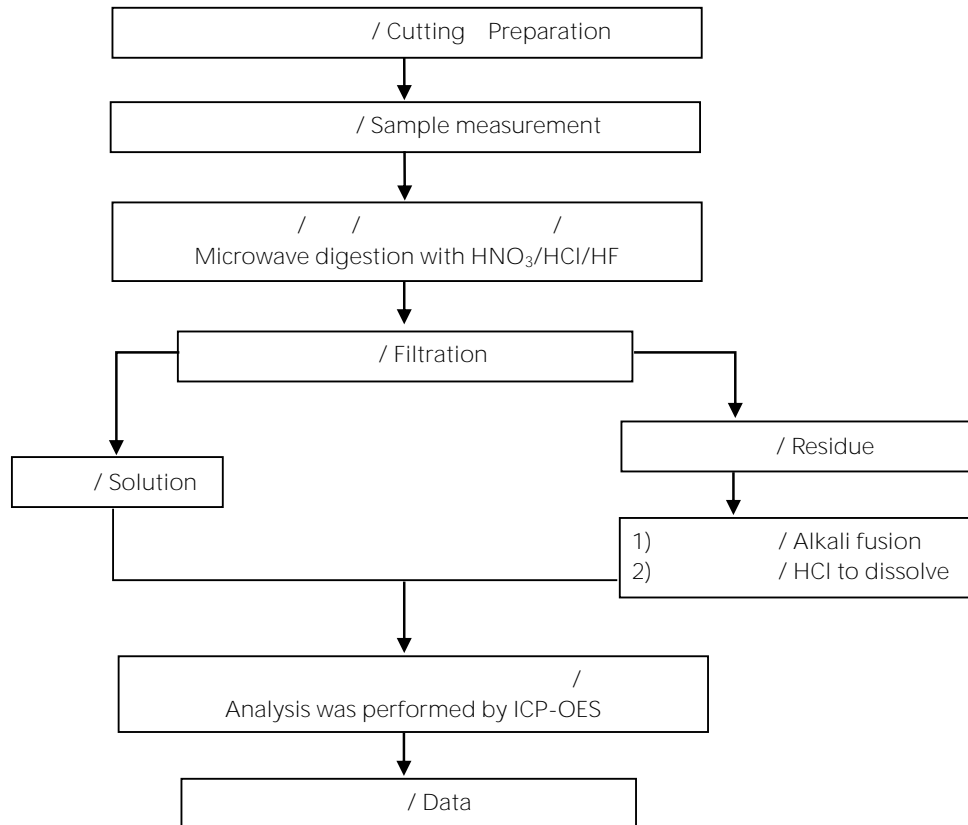 / Cutting Preparation
/ Sample measurement
/ / /
Microwave digestion with HNO₃/HCl/HF
/ Filtration
/ Residue
/ Solution
1) / Alkali fusion
2) / HCl to dissolve
/
Analysis was performed by ICP-OES
/ Data